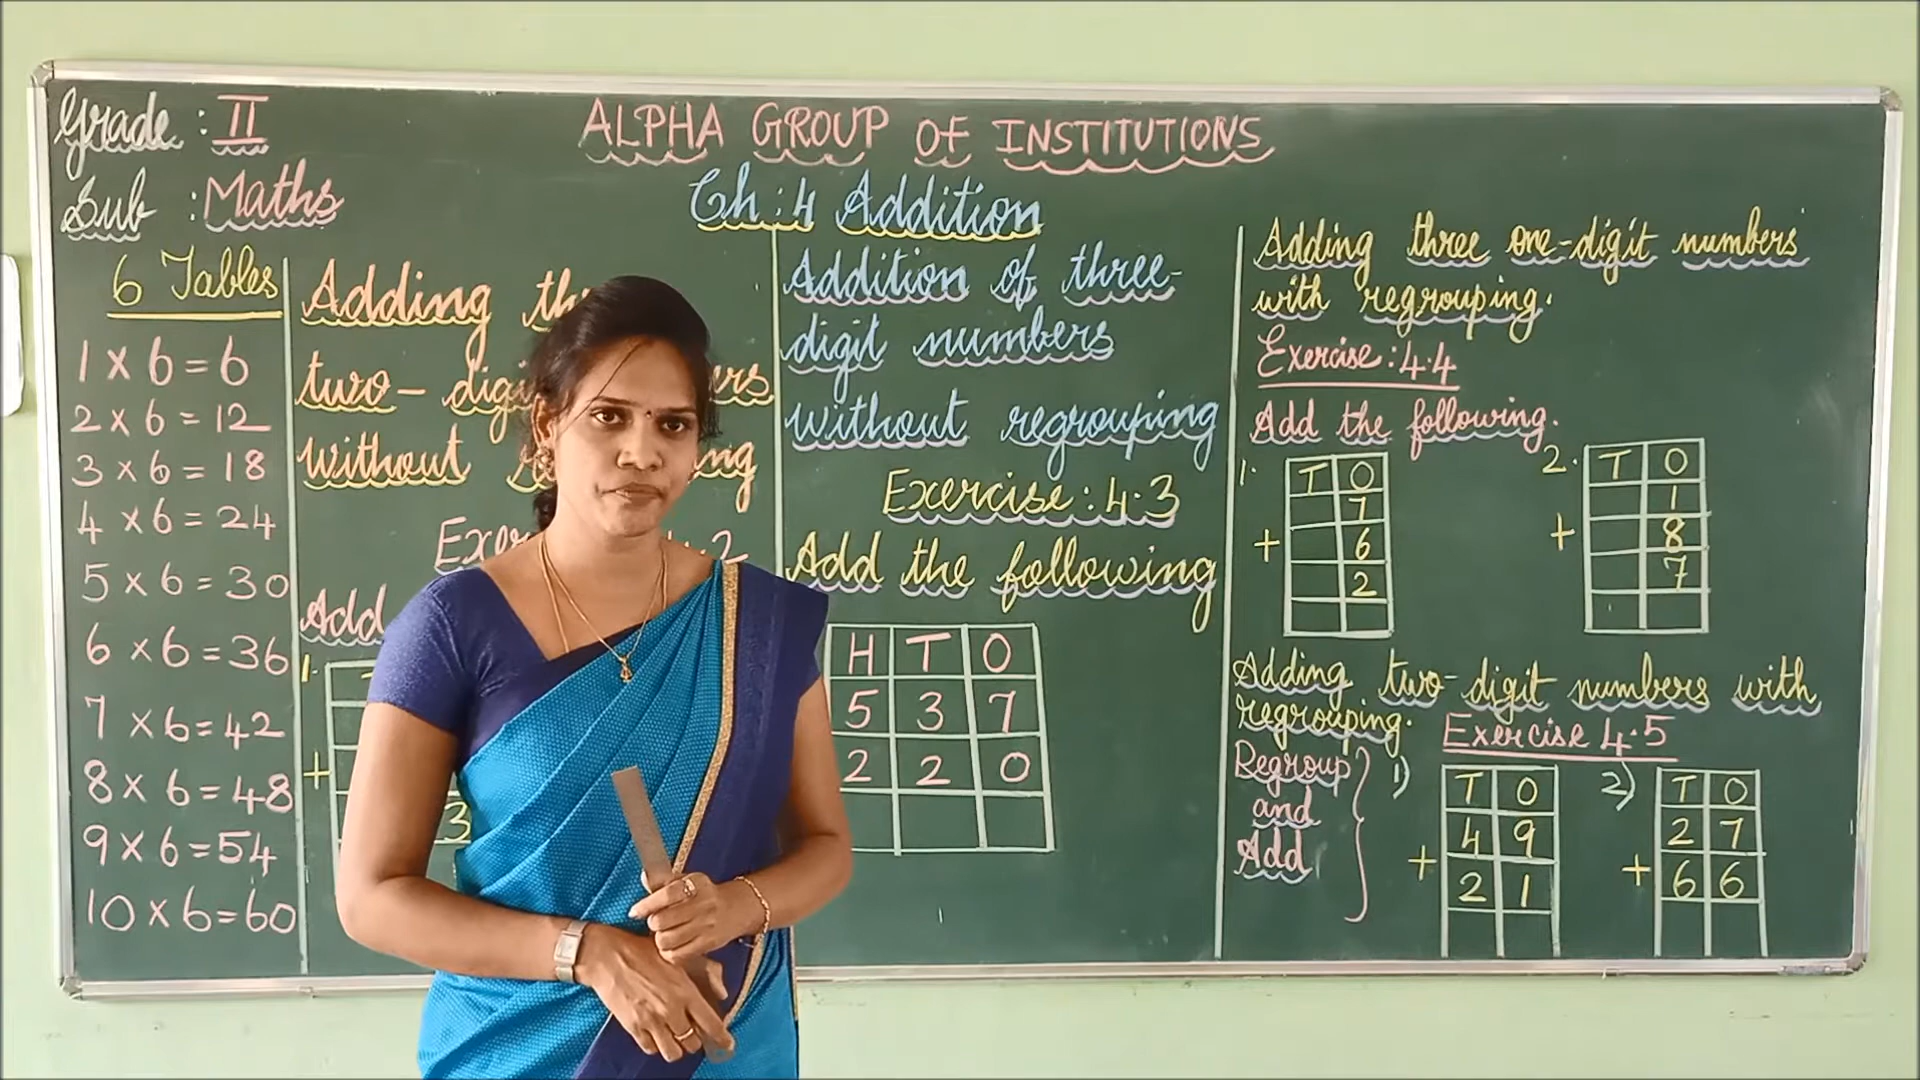 Grade : II
Sub : Maths
ALPHA GROUP OF INSTITUTIONS
Ch : 4 Addition
6 Tables
1 x 6 = 6
2 x 6 = 12
3 x 6 = 18
4 x 6 = 24
5 x 6 = 30
6 x 6 = 36
7 x 6 = 42
8 x 6 = 48
9 x 6 = 54
10 x 6 = 60
Adding
two-
without
Add
1.
+
3
Addition of three-
digit numbers
without regrouping
Exercise : 4.3
Add the following
H T O
5 3 7
2 2 0
Adding three one-digit numbers
with regrouping.
Exercise : 4.4
Add the following.
1. T O
7
+ 6
2
2. T O
1
+ 8
7
Adding two-digit numbers with
regrouping.
Exercise 4.5
Regroup
and
Add
1) T O
4 9
+ 2 1
2) T O
2 7
+ 6 6